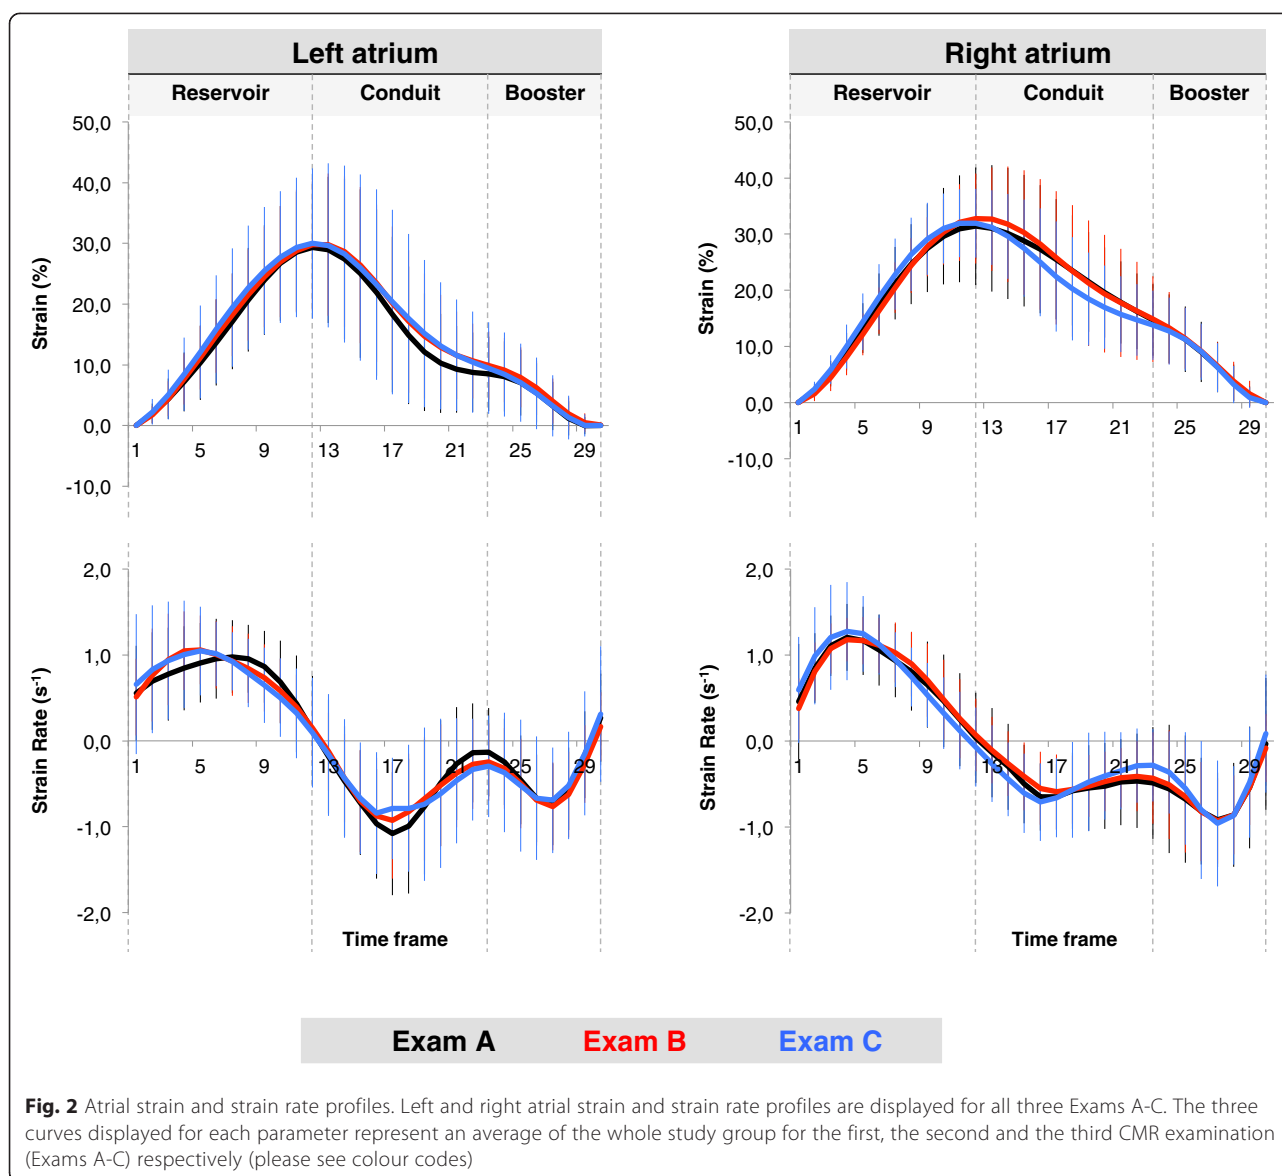 Left atrium
Reservoir Conduit Booster
50,0
40,0
30,0
20,0
10,0
0,0
-10,0
Strain (%)
1 5 9 13 17 21 25 29
Right atrium
Reservoir Conduit Booster
50,0
40,0
30,0
20,0
10,0
0,0
-10,0
Strain (%)
1 5 9 13 17 21 25 29
2,0
1,0
0,0
-1,0
-2,0
Strain Rate (s⁻¹)
1 5 9 13 17 21 25 29
Time frame
2,0
1,0
0,0
-1,0
-2,0
Strain Rate (s⁻¹)
1 5 9 13 17 21 25 29
Time frame
Exam A Exam B Exam C
Fig. 2 Atrial strain and strain rate profiles. Left and right atrial strain and strain rate profiles are displayed for all three Exams A-C. The three
curves displayed for each parameter represent an average of the whole study group for the first, the second and the third CMR examination
(Exams A-C) respectively (please see colour codes)